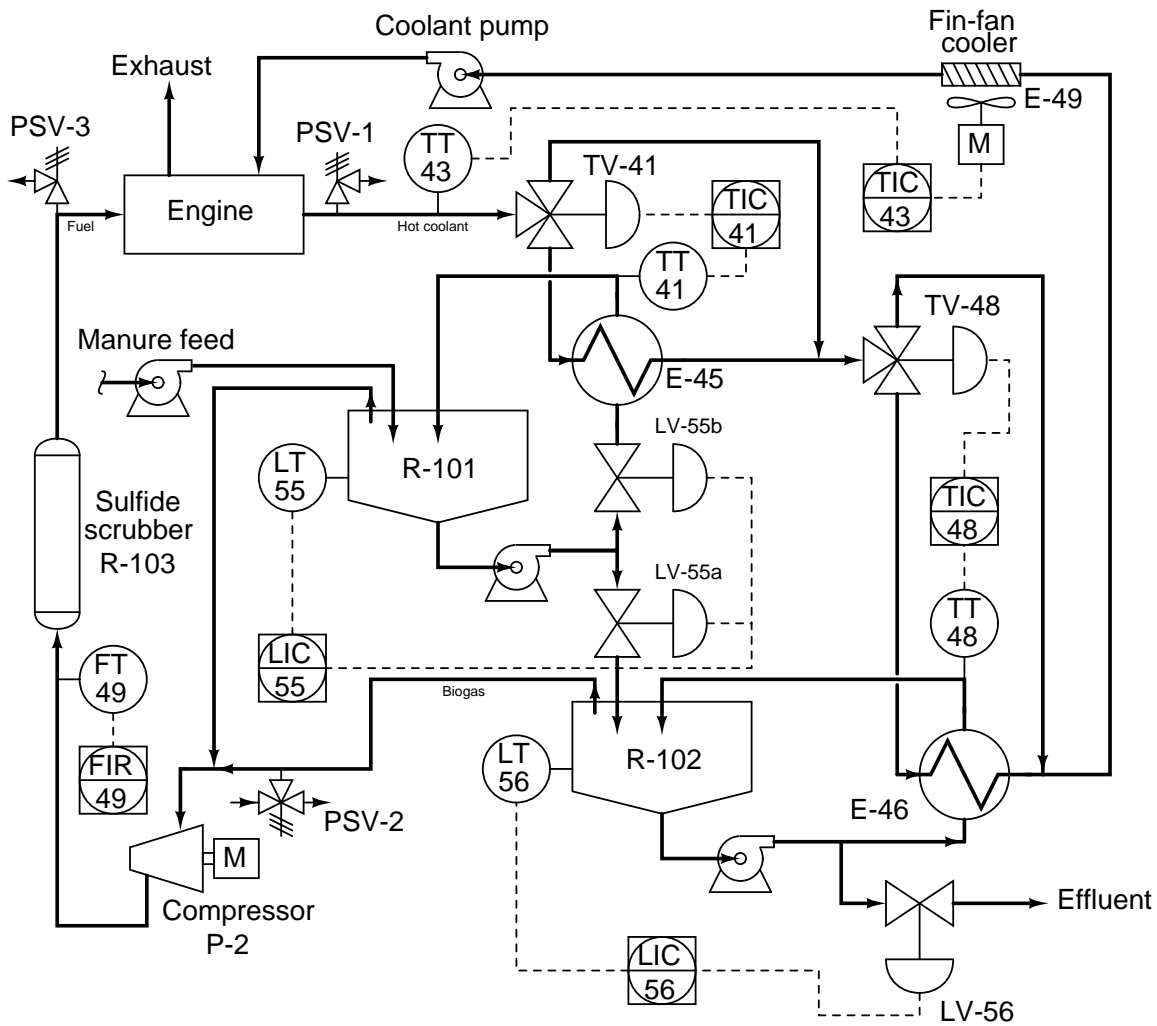 Coolant pump
Fin-fan
cooler
E-49
M
Exhaust
PSV-3
PSV-1
TT
43
TIC
43
TV-41
TIC
41
TT
41
Engine
Fuel
Hot coolant
TV-48
Manure feed
E-45
LV-55b
R-101
LT
55
TIC
48
Sulfide
scrubber
R-103
LV-55a
TT
48
LIC
55
FT
49
Biogas
R-102
LT
56
FIR
49
PSV-2
E-46
M
Compressor
P-2
Effluent
LIC
56
LV-56